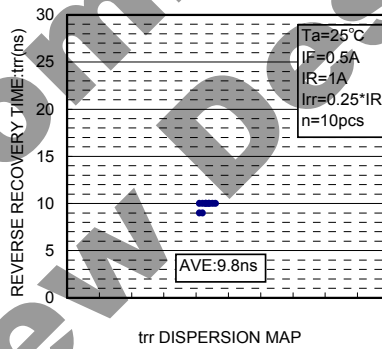 30
25
20
15
10
5
0
REVERSE RECOVERY TIME:trr(ns)
Ta=25°C
IF=0.5A
IR=1A
Irr=0.25*IR
n=10pcs
AVE:9.8ns
trr DISPERSION MAP